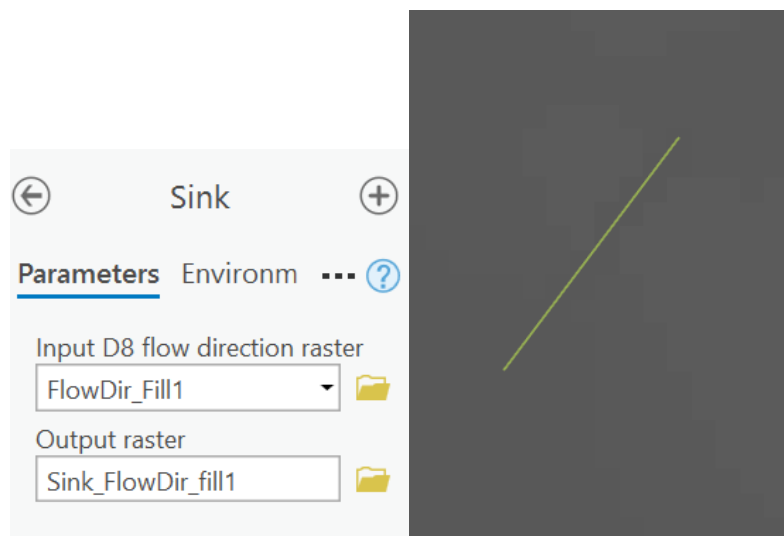 Sink
Parameters Environm ... ?
Input D8 flow direction raster
FlowDir_Fill1
Output raster
Sink_FlowDir_fill1